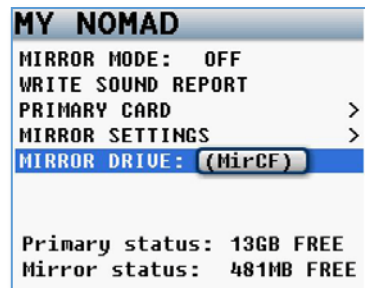 MY NOMAD
MIRROR MODE: OFF
WRITE SOUND REPORT
PRIMARY CARD >
MIRROR SETTINGS >
MIRROR DRIVE: (MirCF)
Primary status: 13GB FREE
Mirror status: 481MB FREE